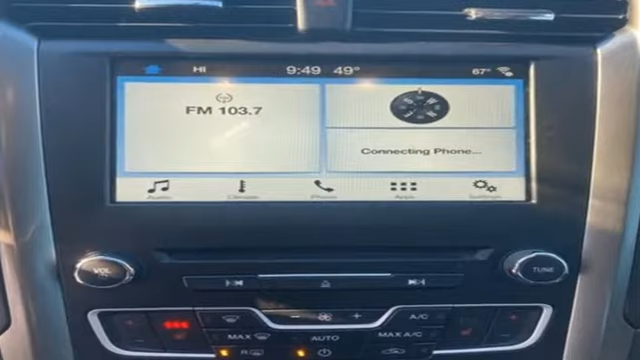 HI 9:49 49° 67°
FM 103.7
Connecting Phone...
Audio Climate Phone Apps Settings
VOL TUNE
A/C
MAX AUTO MAX A/C
R